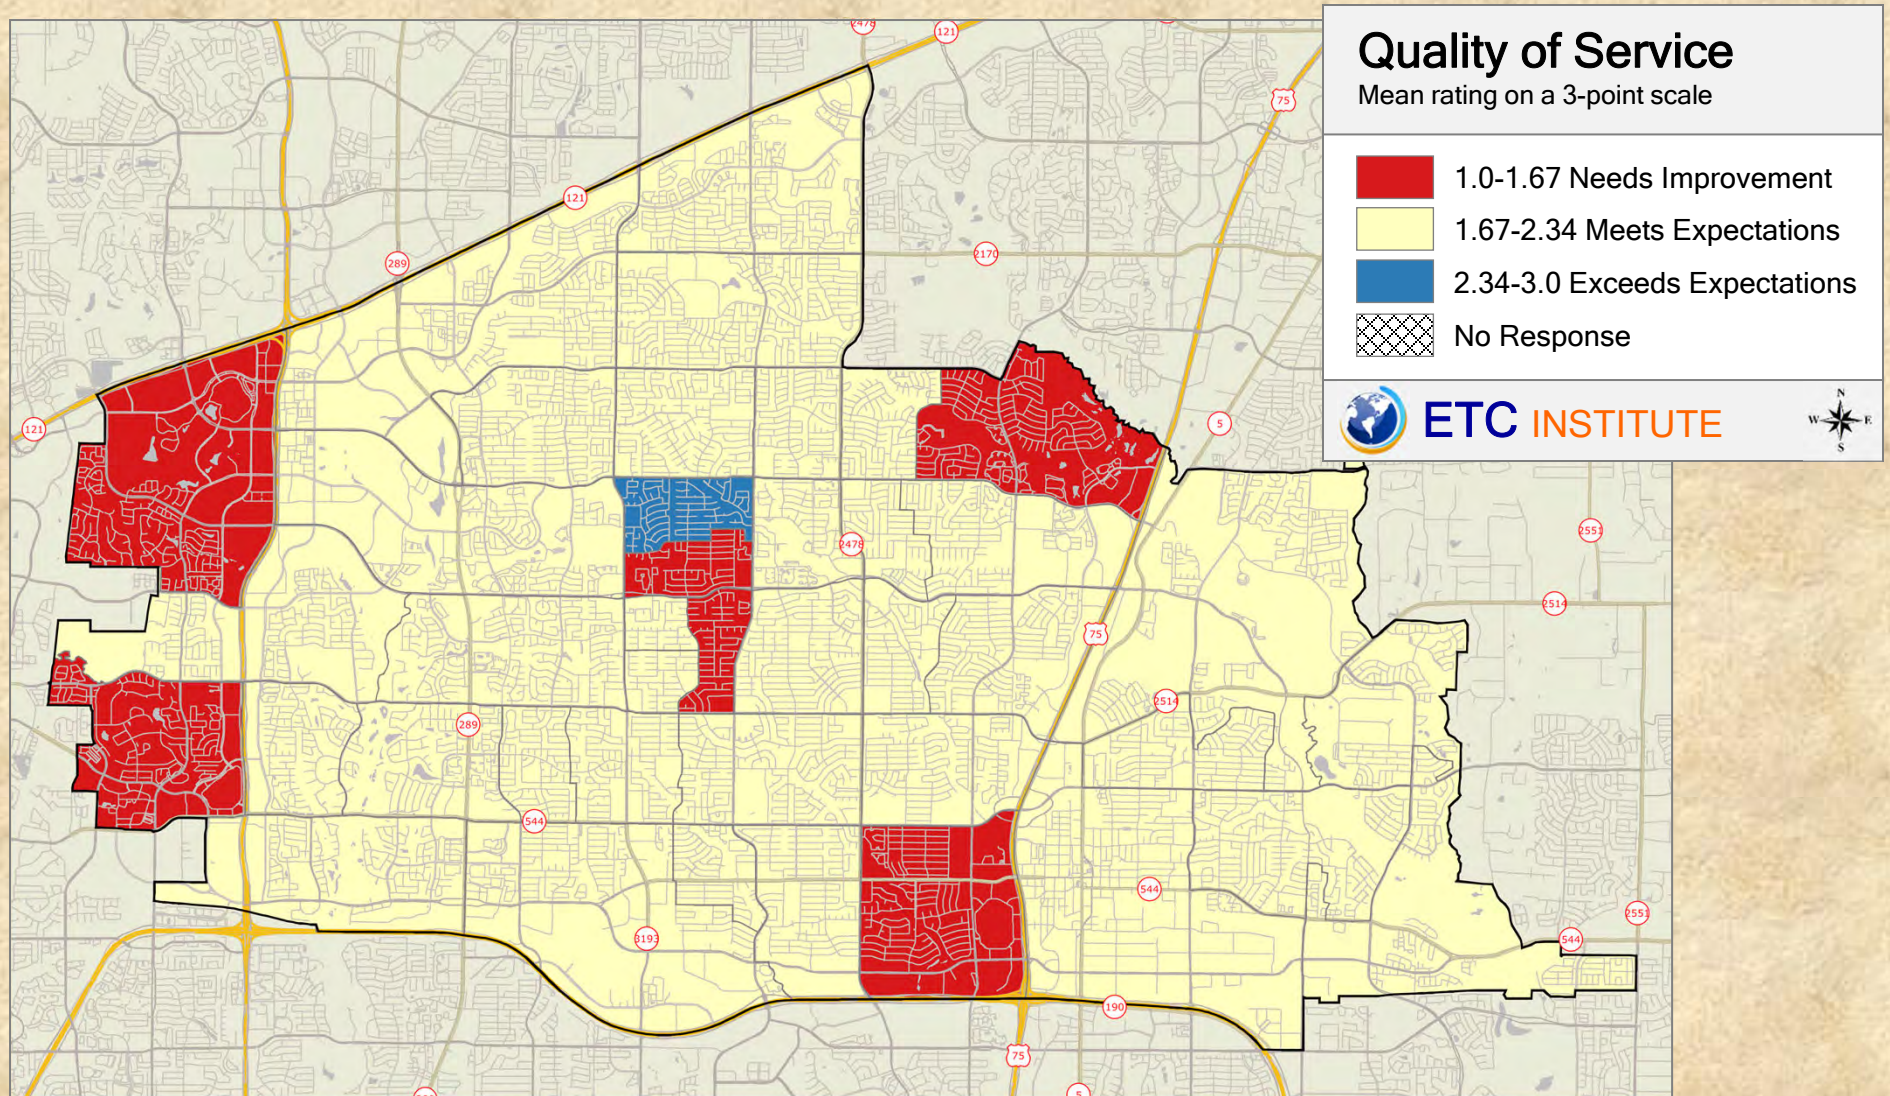 Quality of Service
Mean rating on a 3-point scale
1.0-1.67 Needs Improvement
1.67-2.34 Meets Expectations
2.34-3.0 Exceeds Expectations
No Response
ETC INSTITUTE
N
W E
S
2478
121
75
121
289
2170
121
5
2551
2478
2514
75
2514
289
544
544
2551
3193
544
190
75
5